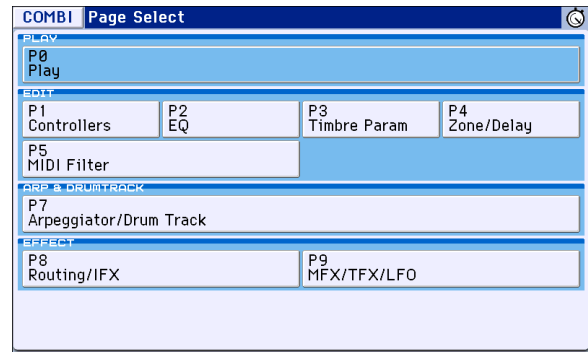 COMBI Page Select
PLAY
P0
Play
EDIT
P1 P2 P3 P4
Controllers EQ Timbre Param Zone/Delay
P5
MIDI Filter
ARP & DRUMTRACK
P7
Arpeggiator/Drum Track
EFFECT
P8 P9
Routing/IFX MFX/TFX/LFO